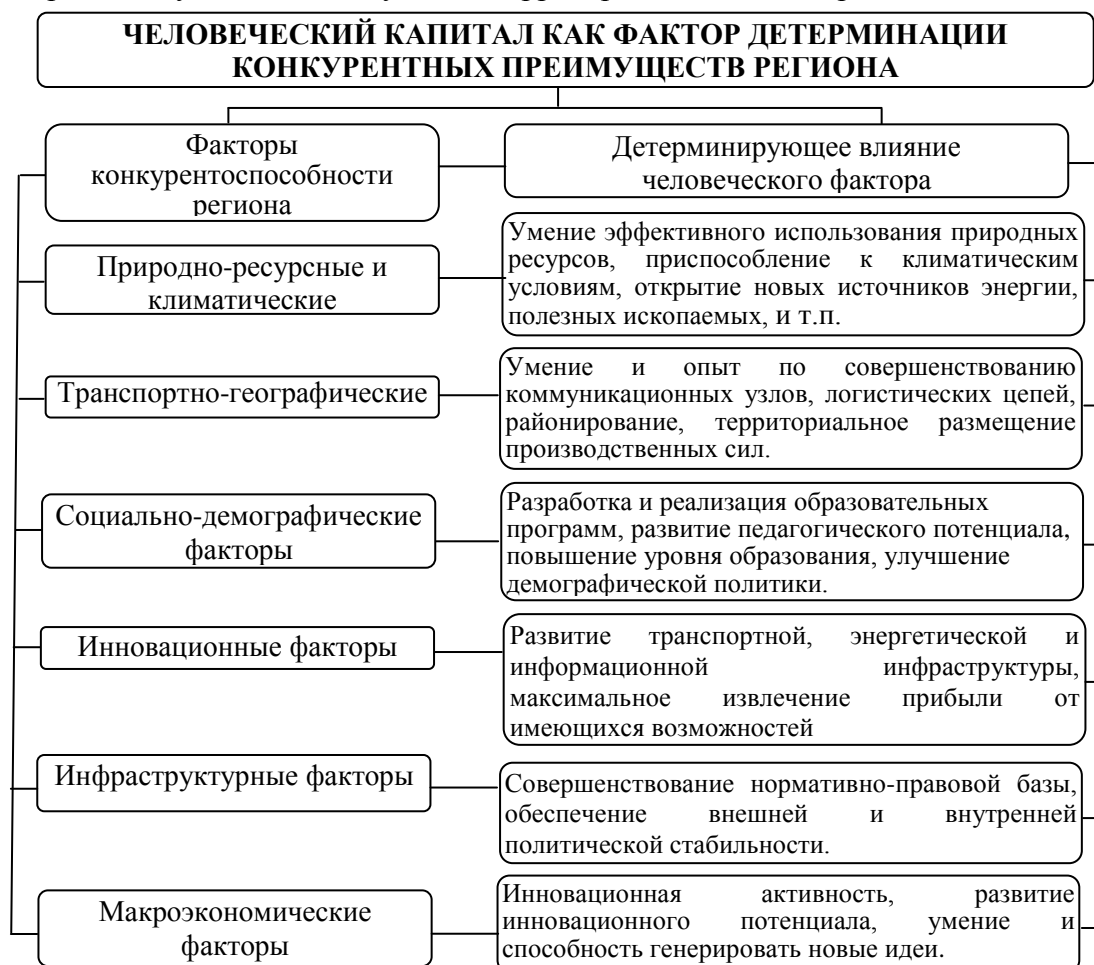 ЧЕЛОВЕЧЕСКИЙ КАПИТАЛ КАК ФАКТОР ДЕТЕРМИНАЦИИ
КОНКУРЕНТНЫХ ПРЕИМУЩЕСТВ РЕГИОНА
Факторы
конкурентоспособности
региона
Детерминирующее влияние
человеческого фактора
Природно-ресурсные и
климатические
Умение эффективного использования природных
ресурсов, приспособление к климатическим
условиям, открытие новых источников энергии,
полезных ископаемых, и т.п.
Транспортно-географические
Умение и опыт по совершенствованию
коммуникационных узлов, логистических цепей,
районирование, территориальное размещение
производственных сил.
Социально-демографические
факторы
Разработка и реализация образовательных
программ, развитие педагогического потенциала,
повышение уровня образования, улучшение
демографической политики.
Инновационные факторы
Развитие транспортной, энергетической и
информационной инфраструктуры,
максимальное извлечение прибыли от
имеющихся возможностей
Инфраструктурные факторы
Совершенствование нормативно-правовой базы,
обеспечение внешней и внутренней
политической стабильности.
Макроэкономические
факторы
Инновационная активность, развитие
инновационного потенциала, умение и
способность генерировать новые идеи.